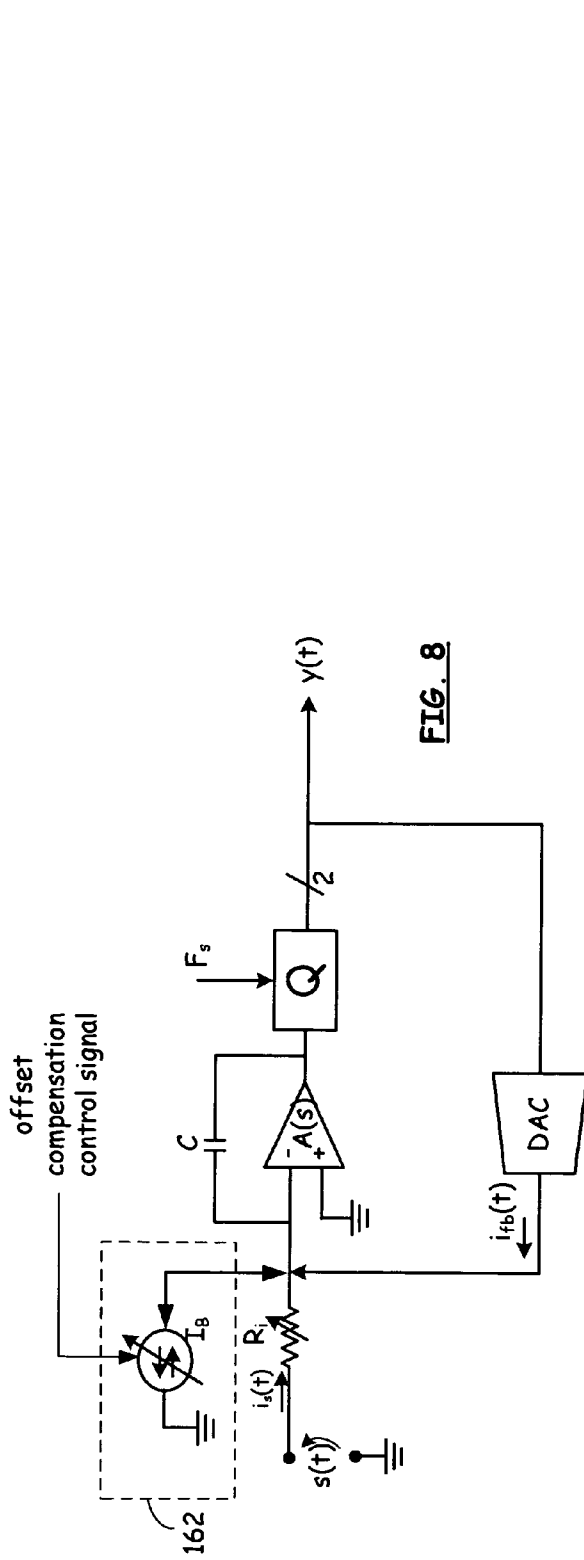 offset
compensation
control signal
162
I_B
C
F_s
R_i
i_s(t)
s(t)
-
+
A(s)
Q
2
y(t)
i_fb(t)
DAC
FIG. 8